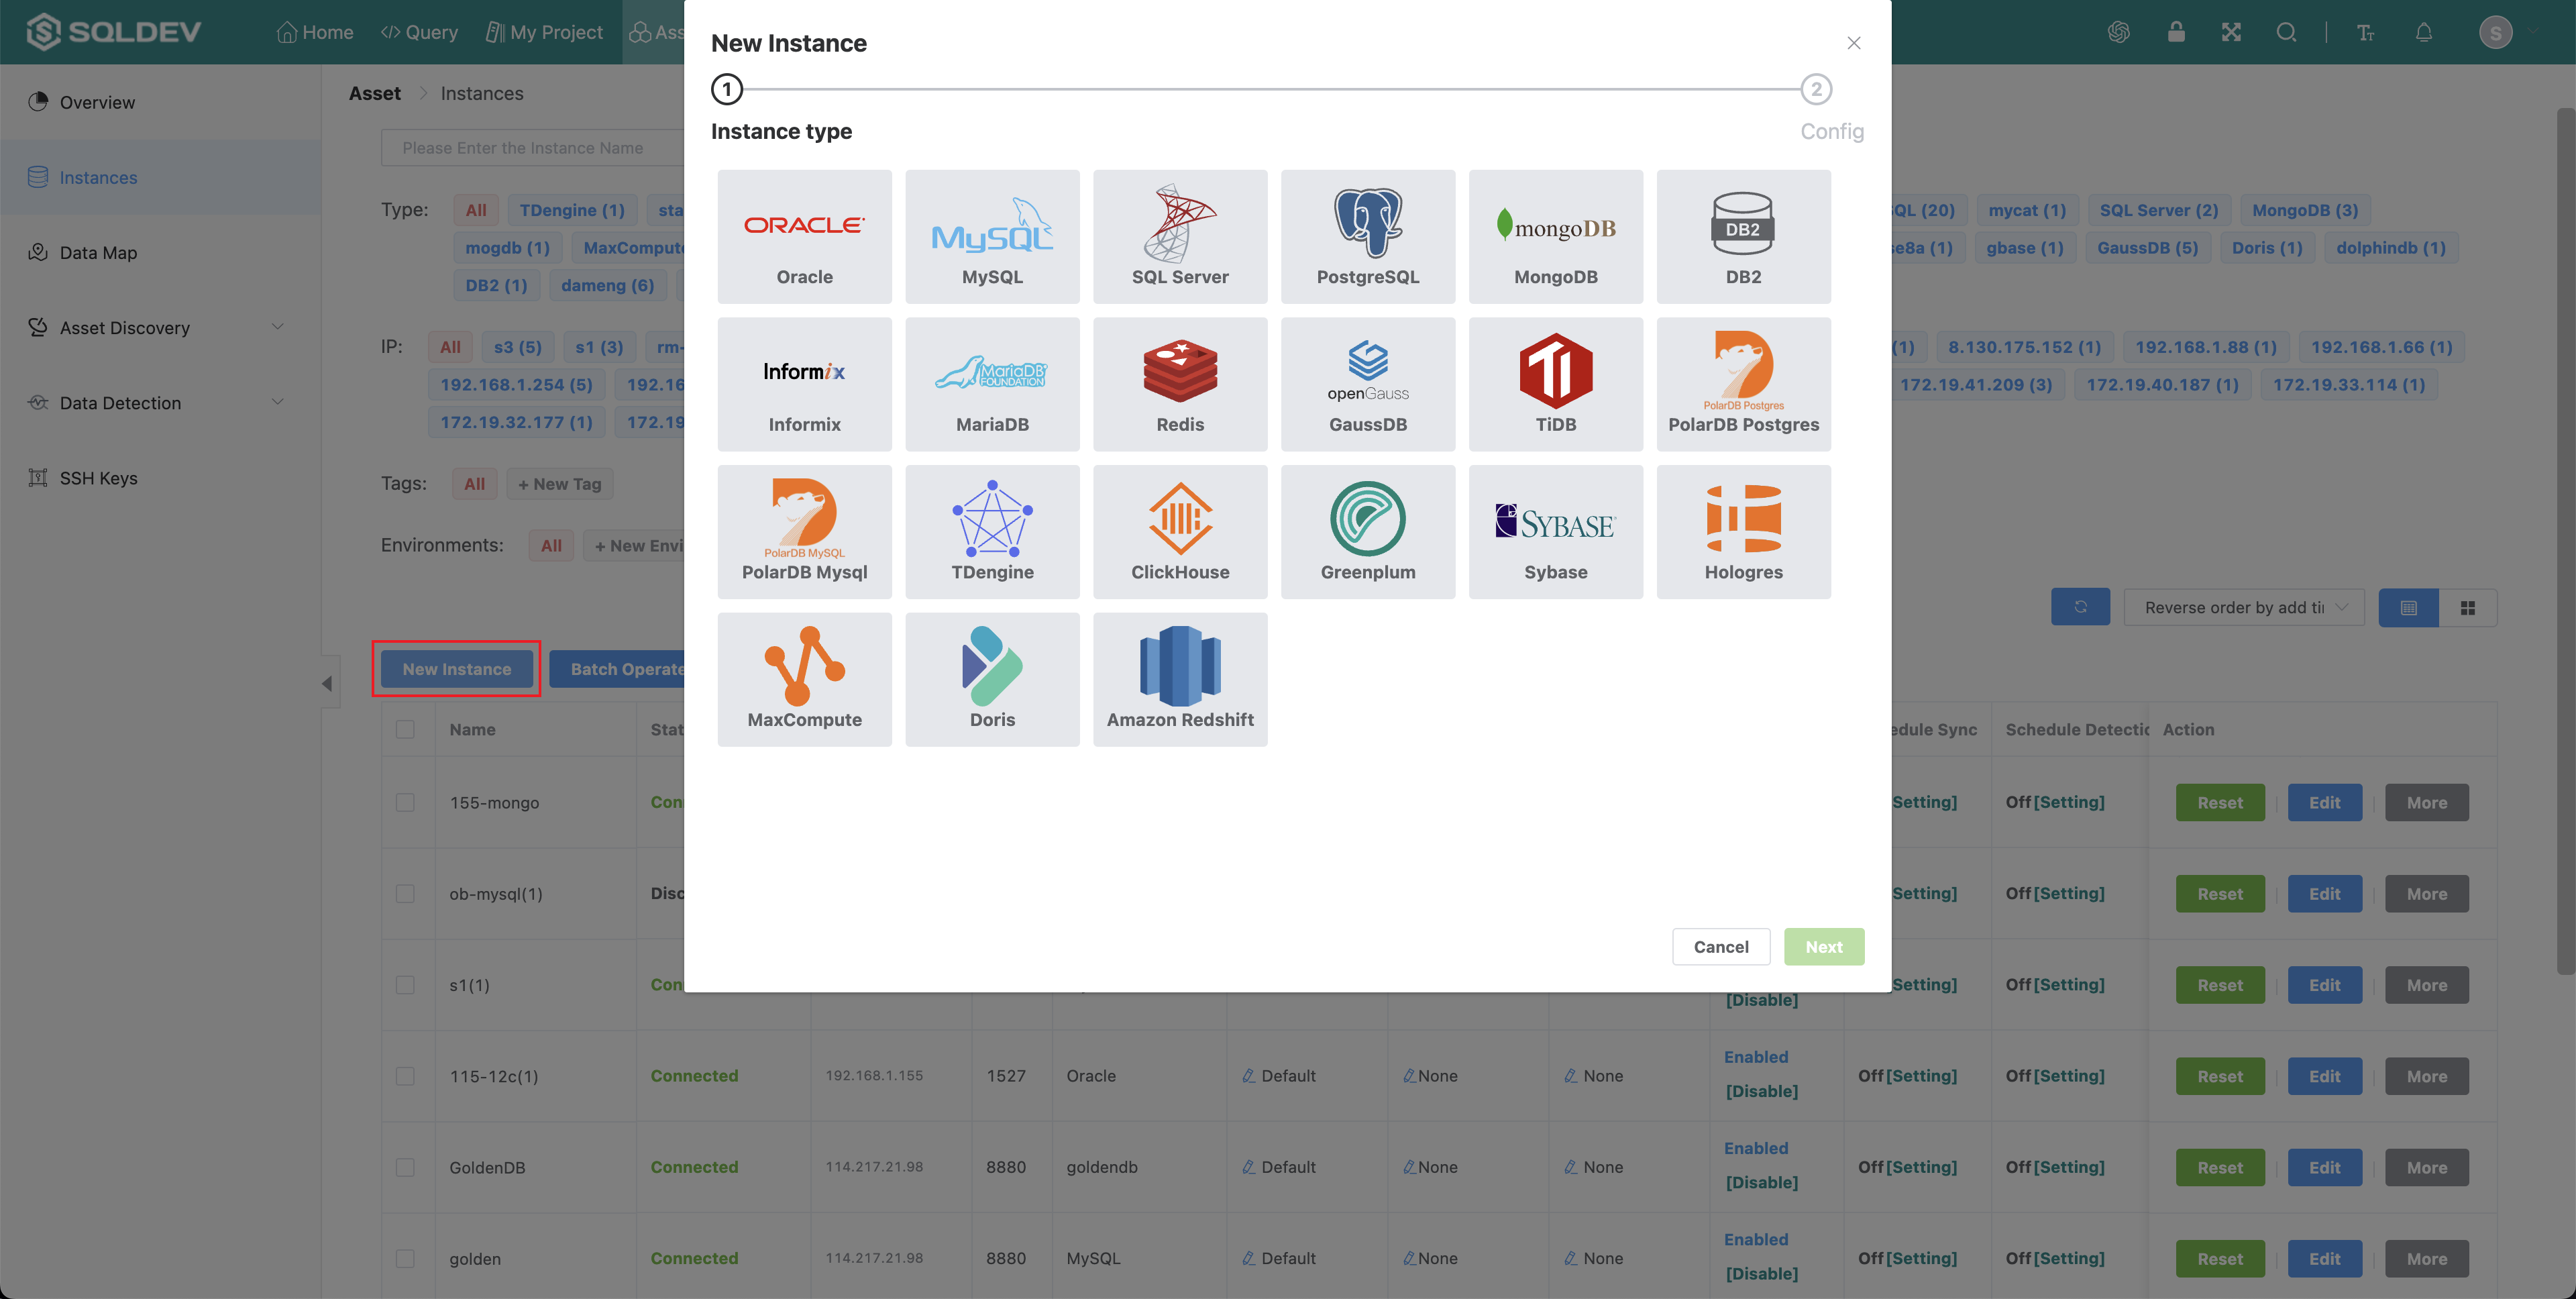 SQLDEV
Home
Query
My Project
Ass
S
Overview
Instances
Data Map
Asset Discovery
Data Detection
SSH Keys
Asset > Instances
Please Enter the Instance Name
Type: All TDengine (1) sta
QL (20) mycat (1) SQL Server (2) MongoDB (3)
mogdb (1) MaxCompute
se8a (1) gbase (1) GaussDB (5) Doris (1) dolphindb (1)
DB2 (1) dameng (6)
IP: All s3 (5) s1 (3) rm-
(1) 8.130.175.152 (1) 192.168.1.88 (1) 192.168.1.66 (1)
192.168.1.254 (5) 192.16
172.19.41.209 (3) 172.19.40.187 (1) 172.19.33.114 (1)
172.19.32.177 (1) 172.19
Tags: All + New Tag
Environments: All + New Envi
Reverse order by add ti
New Instance Batch Operate
Name Stat
edule Sync Schedule Detectic Action
155-mongo Con
Setting] Off[Setting] Reset Edit More
ob-mysql(1) Disc
Setting] Off[Setting] Reset Edit More
s1(1) Con
[Disable] Setting] Off[Setting] Reset Edit More
115-12c(1) Connected 192.168.1.155 1527 Oracle Default None None Enabled [Disable] Off[Setting] Off[Setting] Reset Edit More
GoldenDB Connected 114.217.21.98 8880 goldendb Default None None Enabled [Disable] Off[Setting] Off[Setting] Reset Edit More
golden Connected 114.217.21.98 8880 MySQL Default None None Enabled [Disable] Off[Setting] Off[Setting] Reset Edit More
New Instance
1 2
Instance type Config
ORACLE
Oracle
MySQL
MySQL
SQL Server
PostgreSQL
mongoDB
MongoDB
DB2
DB2
Informix
Informix
MariaDB
FOUNDATION
MariaDB
Redis
openGauss
GaussDB
TiDB
PolarDB Postgres
PolarDB Postgres
PolarDB MySQL
PolarDB Mysql
TDengine
ClickHouse
Greenplum
SYBASE
Sybase
Hologres
MaxCompute
Doris
Amazon Redshift
Cancel Next